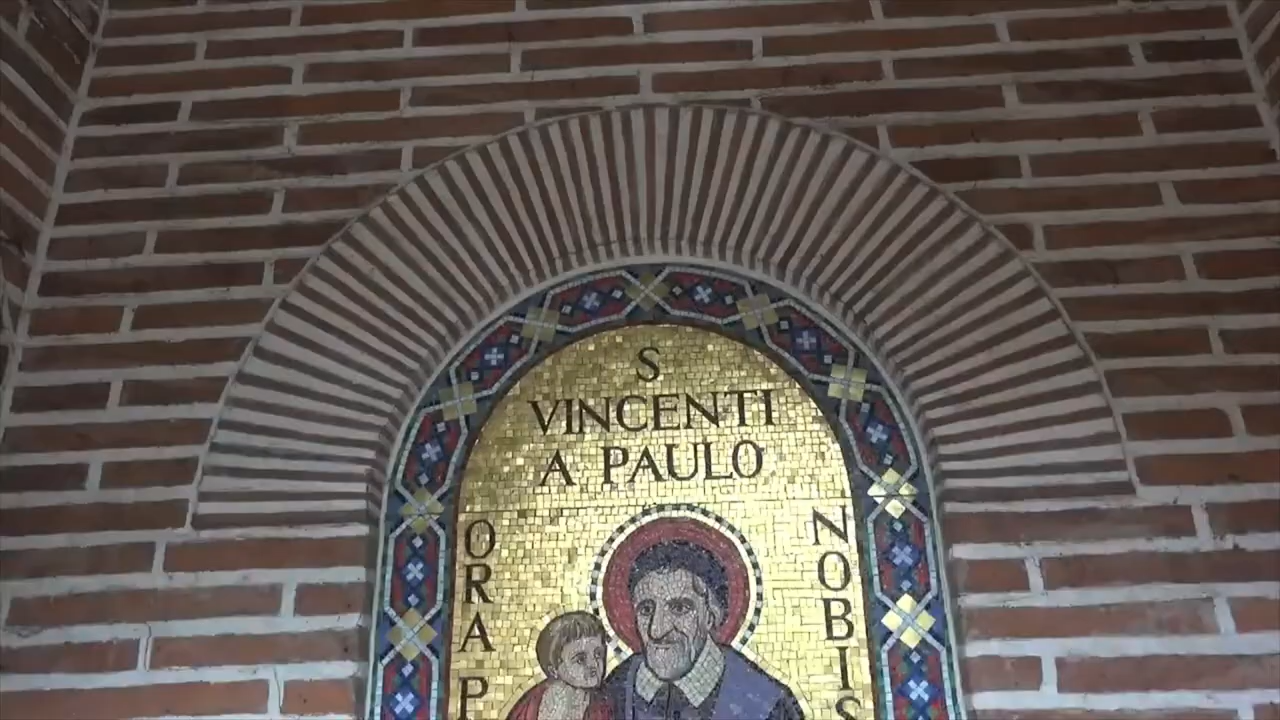 S
VINCENTI
A PAULO
ORA P
NOBIS